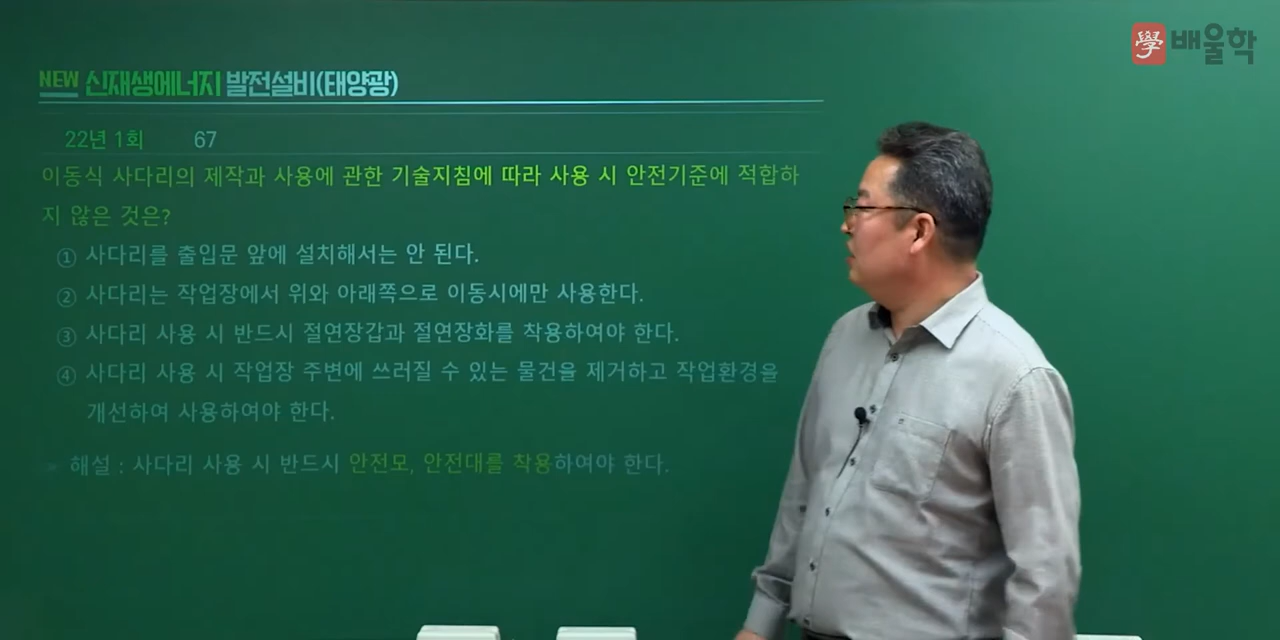 學 배울학
NEW 신재생에너지 발전설비(태양광)
22년 1회 67
이동식 사다리의 제작과 사용에 관한 기술지침에 따라 사용 시 안전기준에 적합하
지 않은 것은?
① 사다리를 출입문 앞에 설치해서는 안 된다.
② 사다리는 작업장에서 위와 아래쪽으로 이동시에만 사용한다.
③ 사다리 사용 시 반드시 절연장갑과 절연장화를 착용하여야 한다.
④ 사다리 사용 시 작업장 주변에 쓰러질 수 있는 물건을 제거하고 작업환경을
개선하여 사용하여야 한다.
해설 : 사다리 사용 시 반드시 안전모, 안전대를 착용하여야 한다.